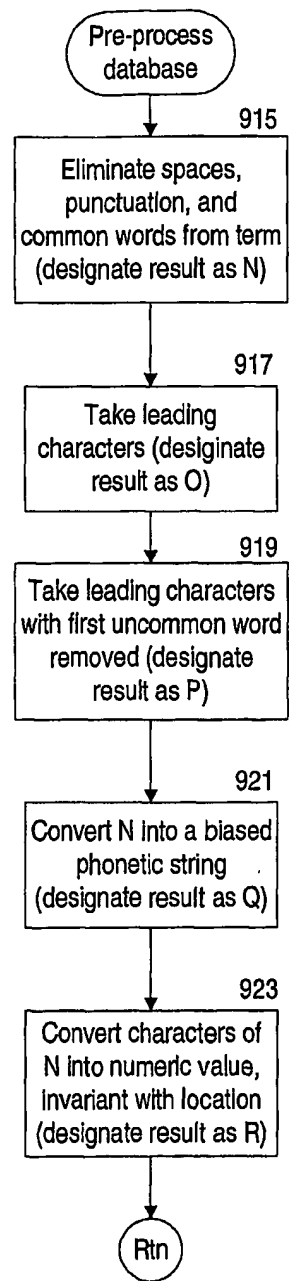 Pre-process
database
915
Eliminate spaces,
punctuation, and
common words from term
(designate result as N)
917
Take leading
characters (desiginate
result as O)
919
Take leading characters
with first uncommon word
removed (designate
result as P)
921
Convert N into a biased
phonetic string
(designate result as Q)
923
Convert characters of
N into numeric value,
invariant with location
(designate result as R)
Rtn